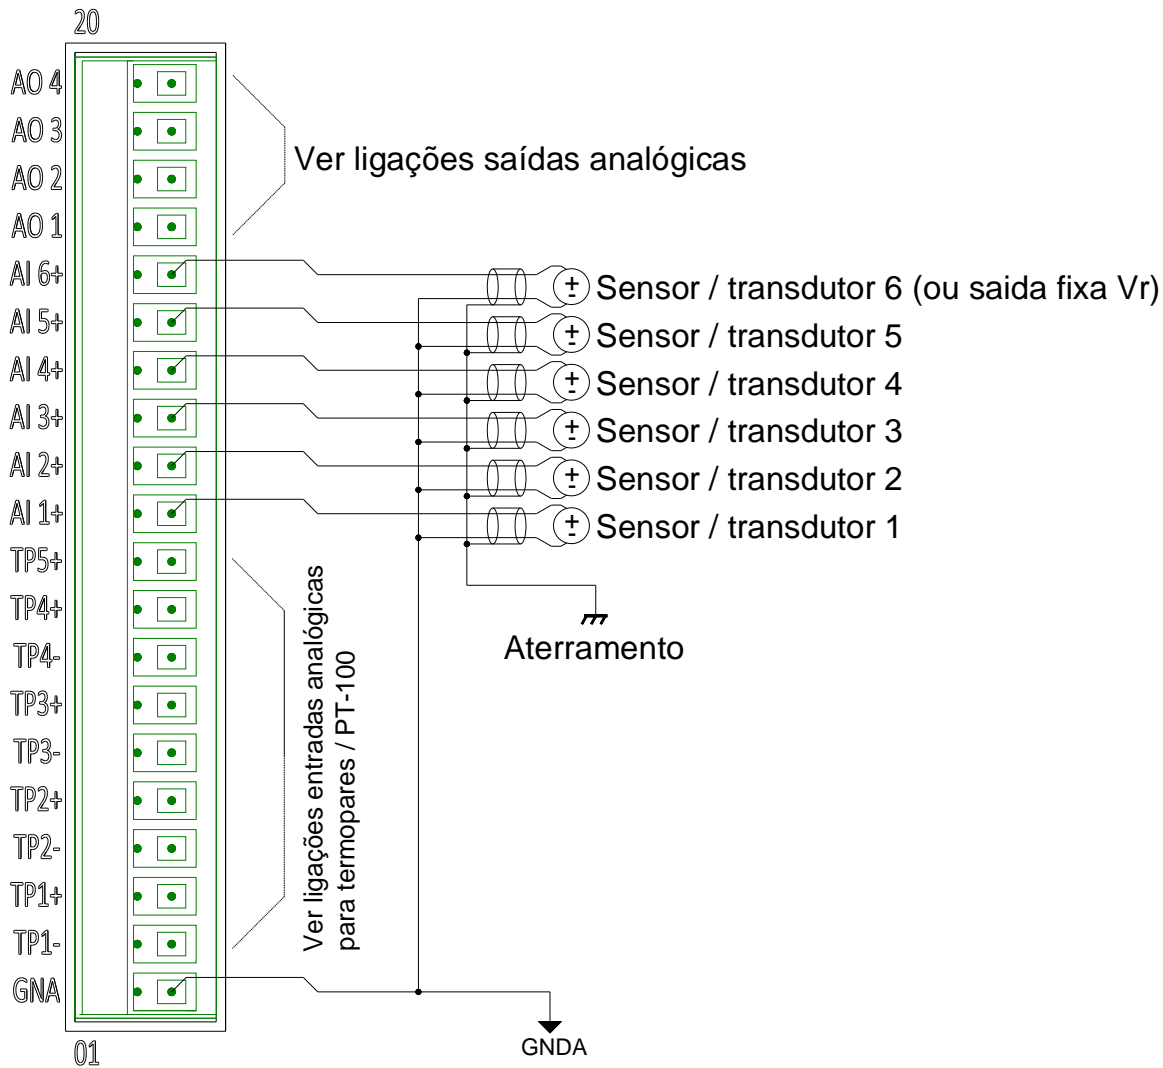 20
AO 4
AO 3
AO 2
AO 1
AI 6+
AI 5+
AI 4+
AI 3+
AI 2+
AI 1+
TP5+
TP4+
TP4-
TP3+
TP3-
TP2+
TP2-
TP1+
TP1-
GNA
01
Ver ligações saídas analógicas
Sensor / transdutor 6 (ou saida fixa Vr)
Sensor / transdutor 5
Sensor / transdutor 4
Sensor / transdutor 3
Sensor / transdutor 2
Sensor / transdutor 1
Aterramento
Ver ligações entradas analógicas
para termopares / PT-100
GNDA